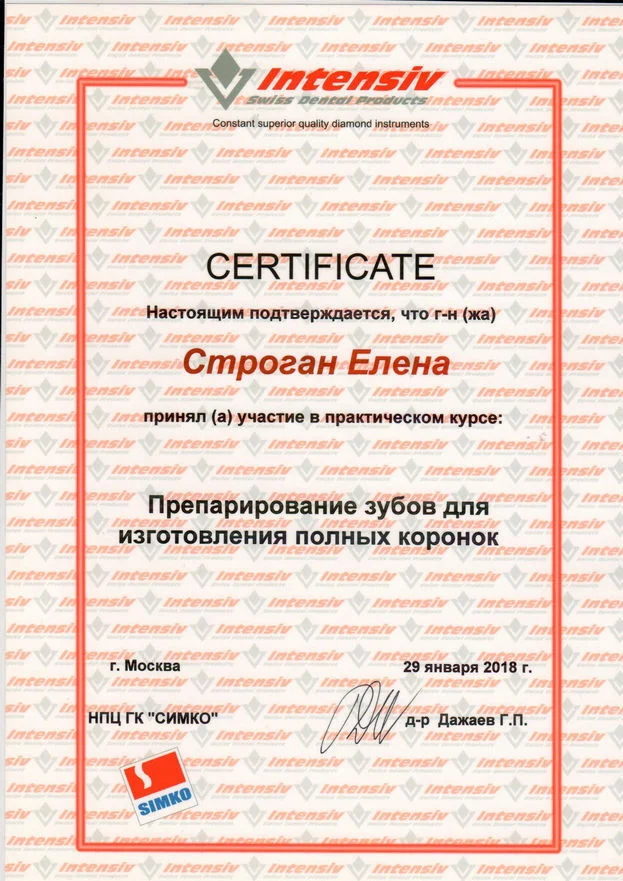 Intensiv
Swiss Dental Products
Constant superior quality diamond instruments
CERTIFICATE
Настоящим подтверждается, что г-н (жа)
Строган Елена
принял (а) участие в практическом курсе:
Препарирование зубов для
изготовления полных коронок
г. Москва
29 января 2018 г.
НПЦ ГК "СИМКО"
д-р Дажаев Г.П.
SIMKO